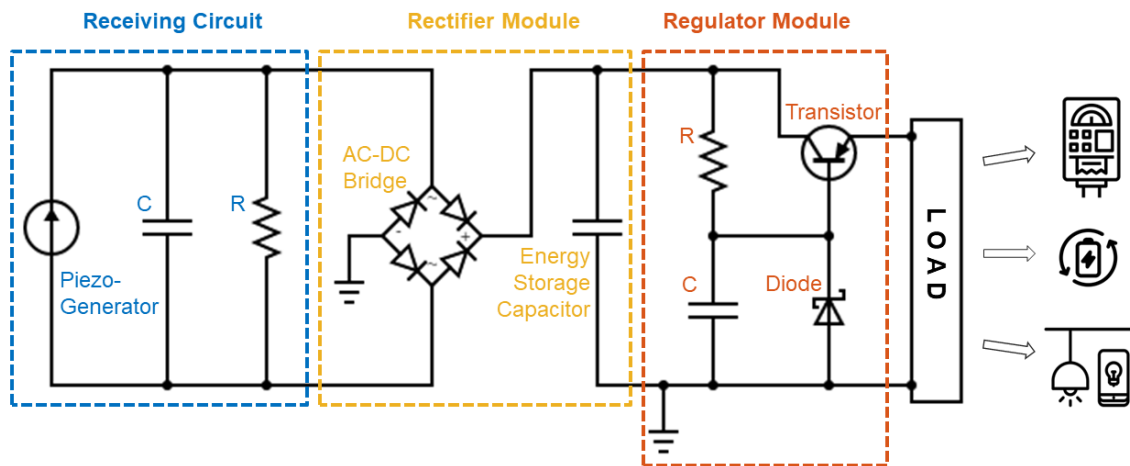 Receiving Circuit
Rectifier Module
Regulator Module
Transistor
R
AC-DC
Bridge
C
R
~
-
+
~
Piezo-
Generator
Energy
Storage
Capacitor
C
Diode
LOAD